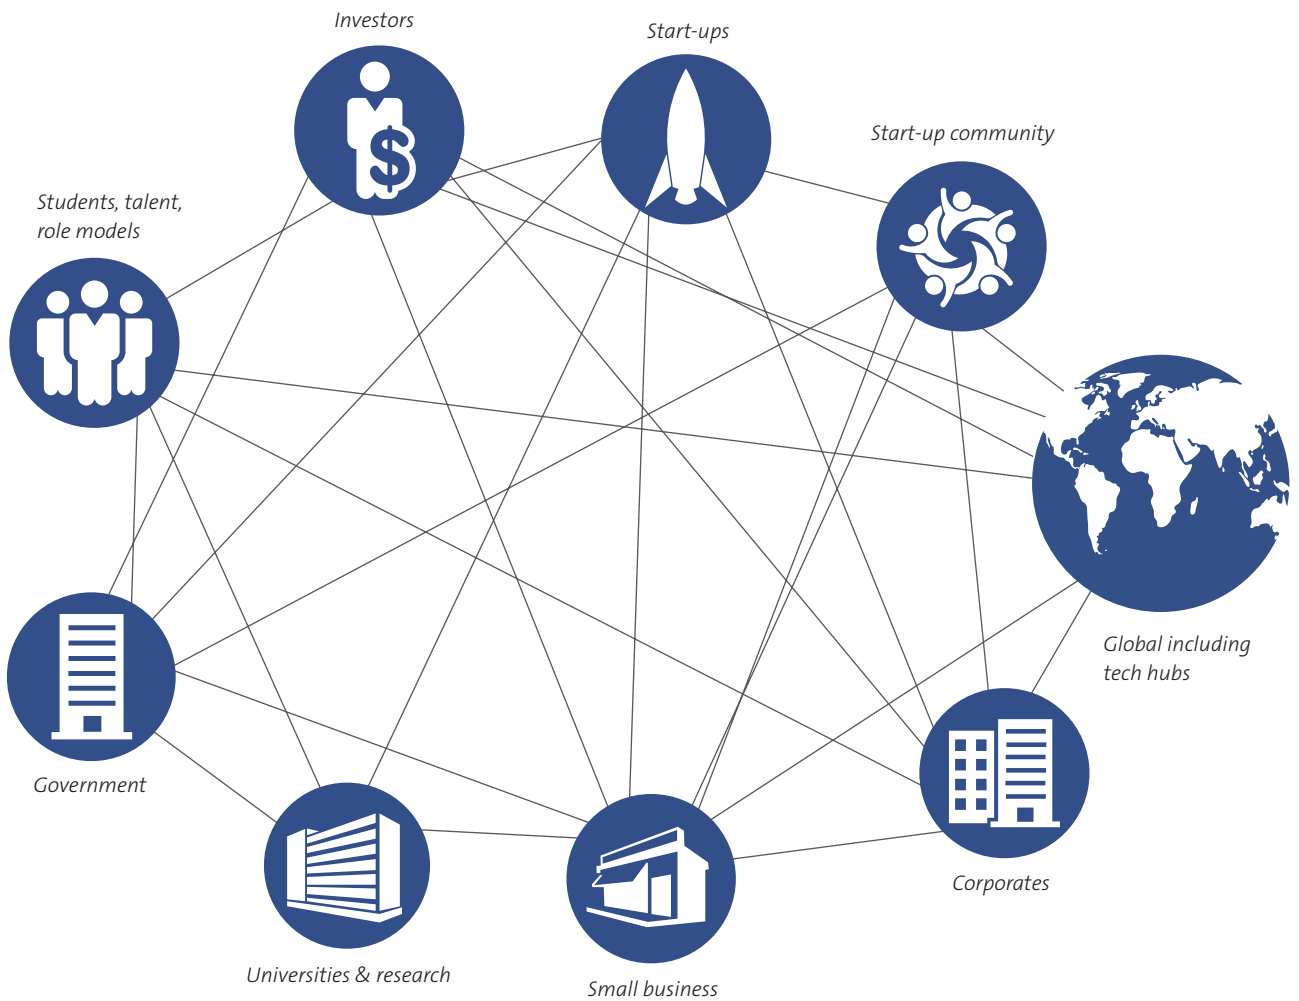 Investors
Start-ups
Start-up community
Students, talent,
role models
$
Global including
tech hubs
Government
Corporates
Universities & research
Small business